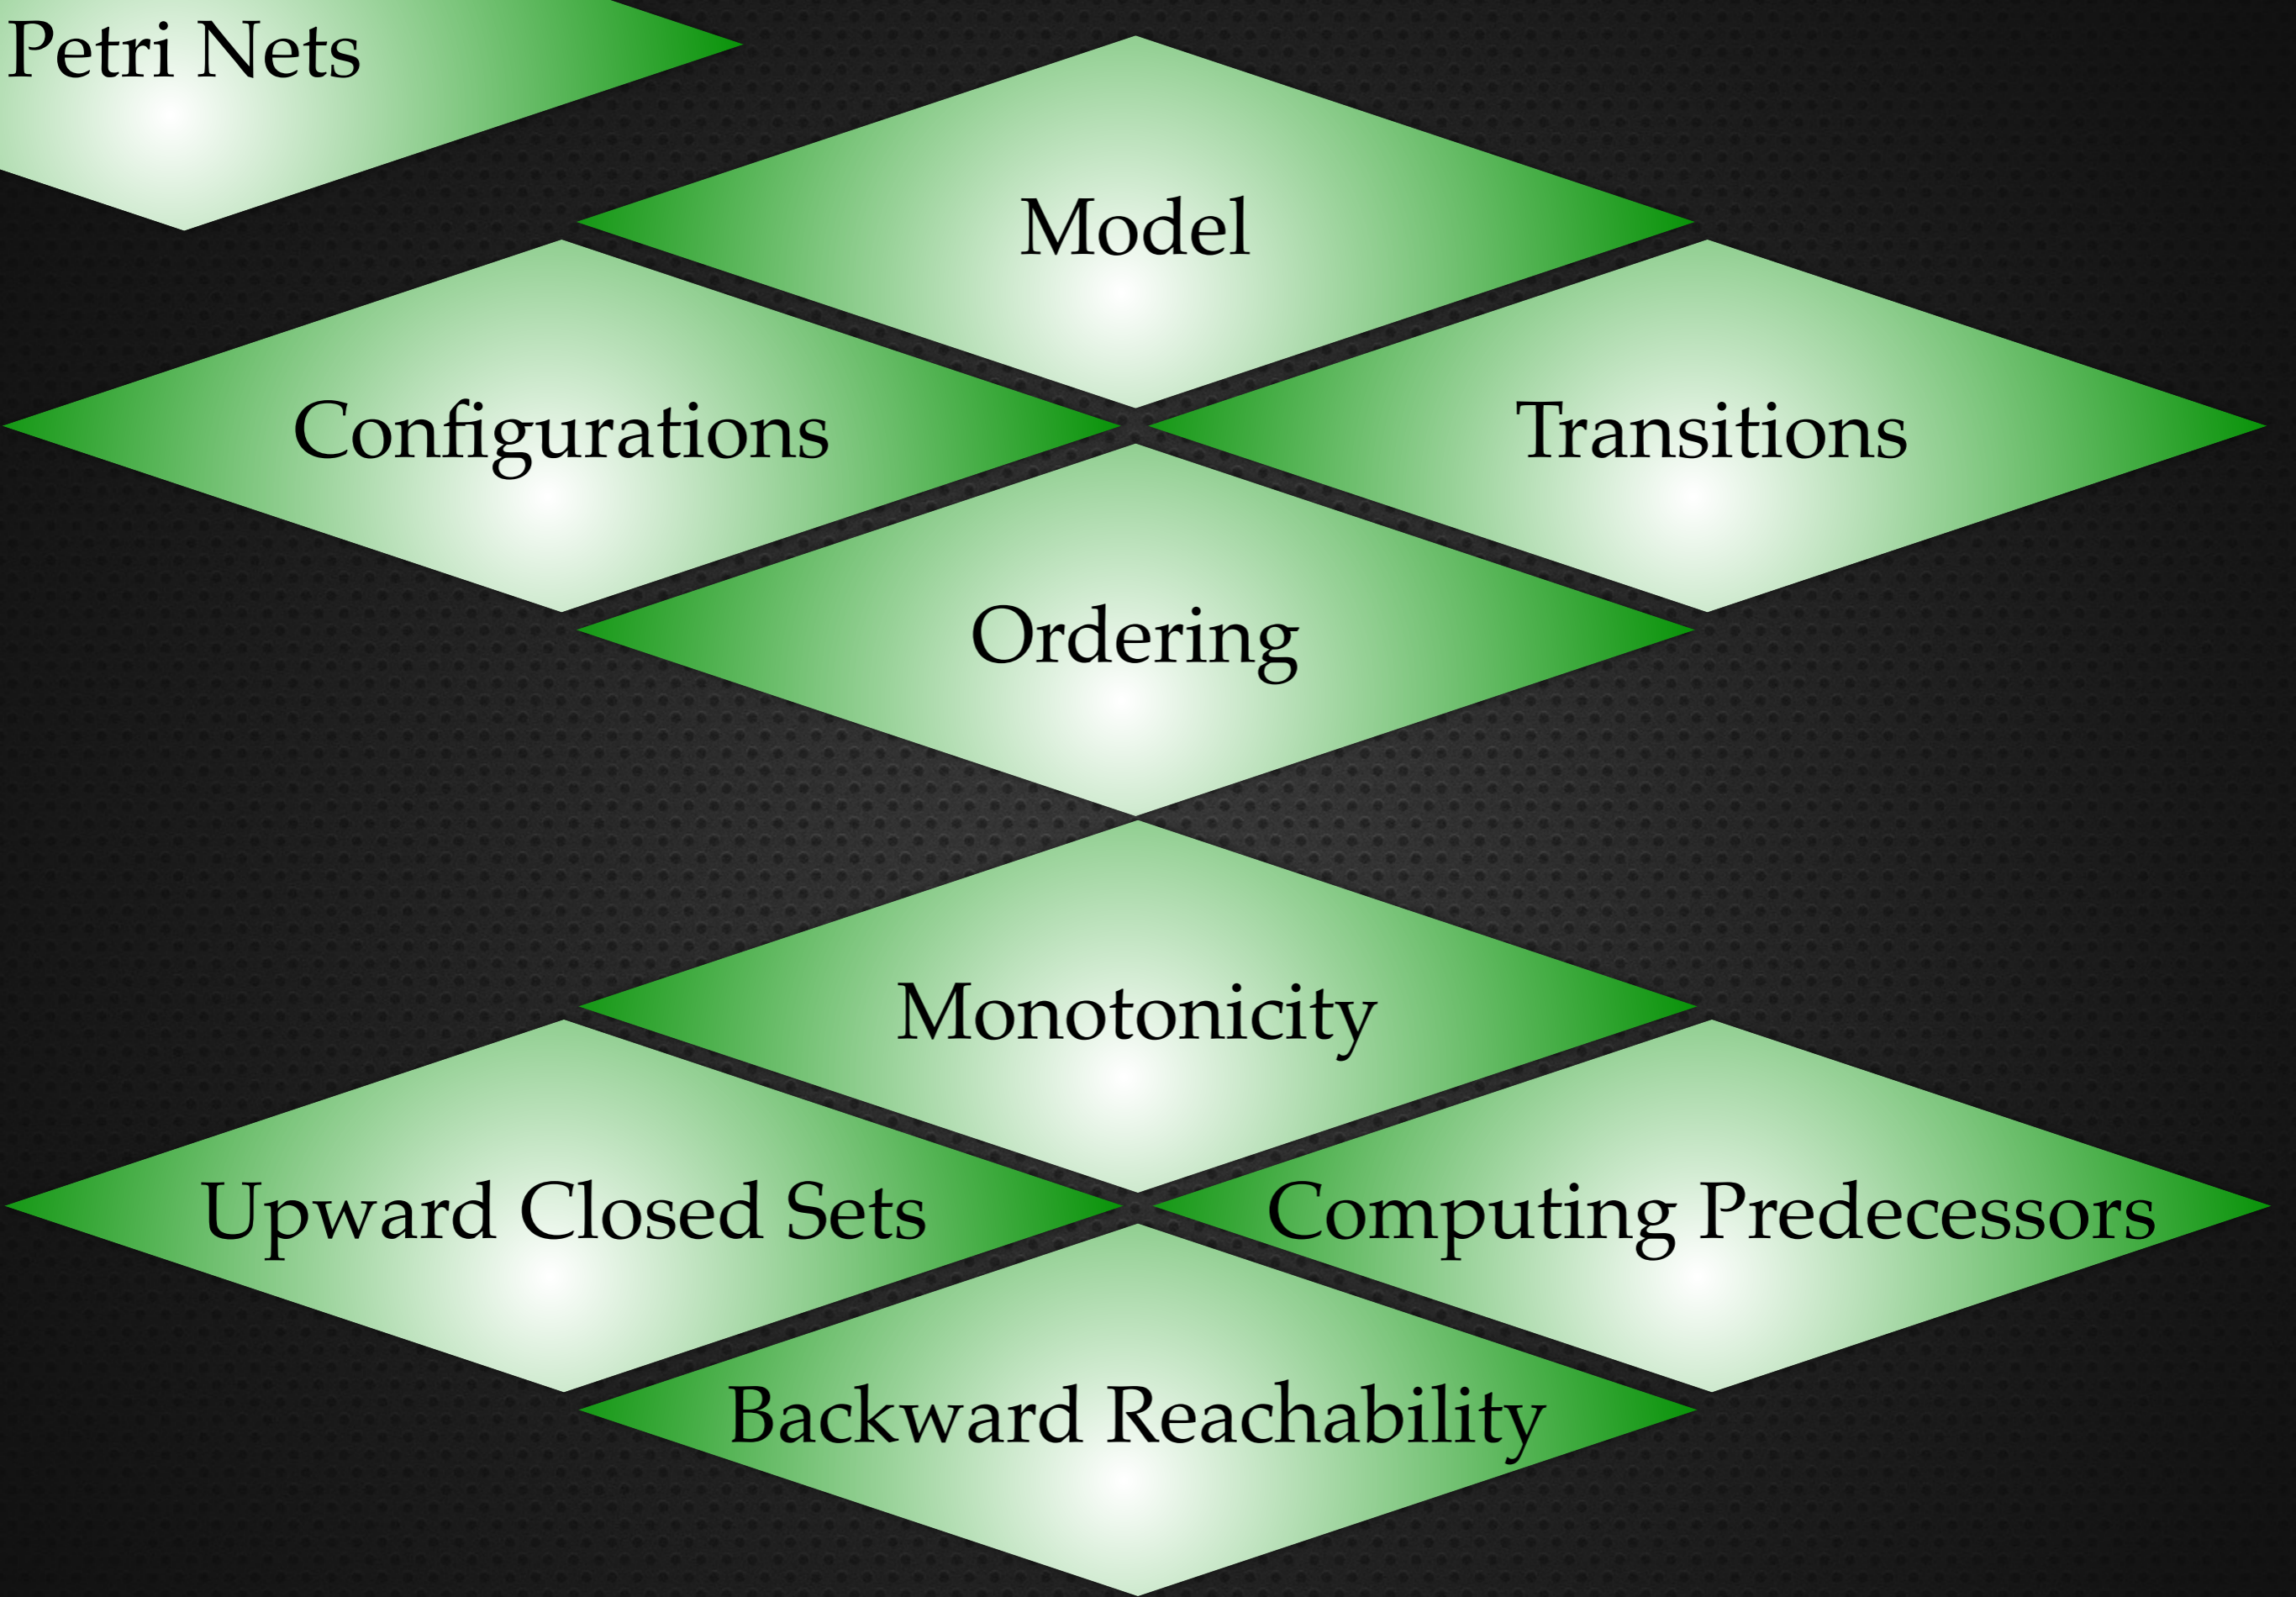 Petri Nets
Model
Configurations
Transitions
Ordering
Monotonicity
Upward Closed Sets
Computing Predecessors
Backward Reachability